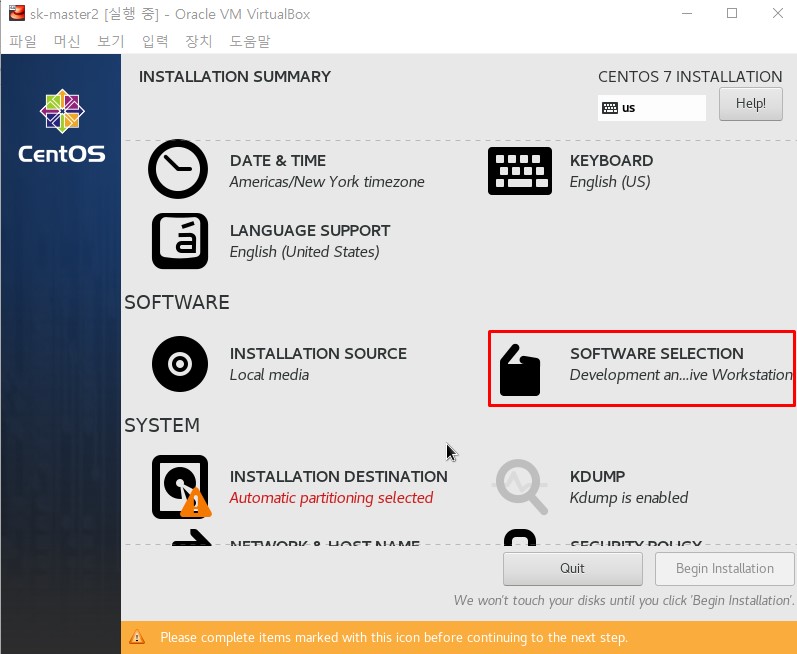 sk-master2 [실행 중] - Oracle VM VirtualBox
파일 머신 보기 입력 장치 도움말
INSTALLATION SUMMARY
CENTOS 7 INSTALLATION
us
Help!
CentOS
DATE & TIME
Americas/New York timezone
KEYBOARD
English (US)
LANGUAGE SUPPORT
English (United States)
SOFTWARE
INSTALLATION SOURCE
Local media
SOFTWARE SELECTION
Development an...ive Workstation
SYSTEM
INSTALLATION DESTINATION
Automatic partitioning selected
KDUMP
Kdump is enabled
NETWORK & HOST NAME
SECURITY POLICY
Quit
Begin Installation
We won't touch your disks until you click 'Begin Installation'.
Please complete items marked with this icon before continuing to the next step.